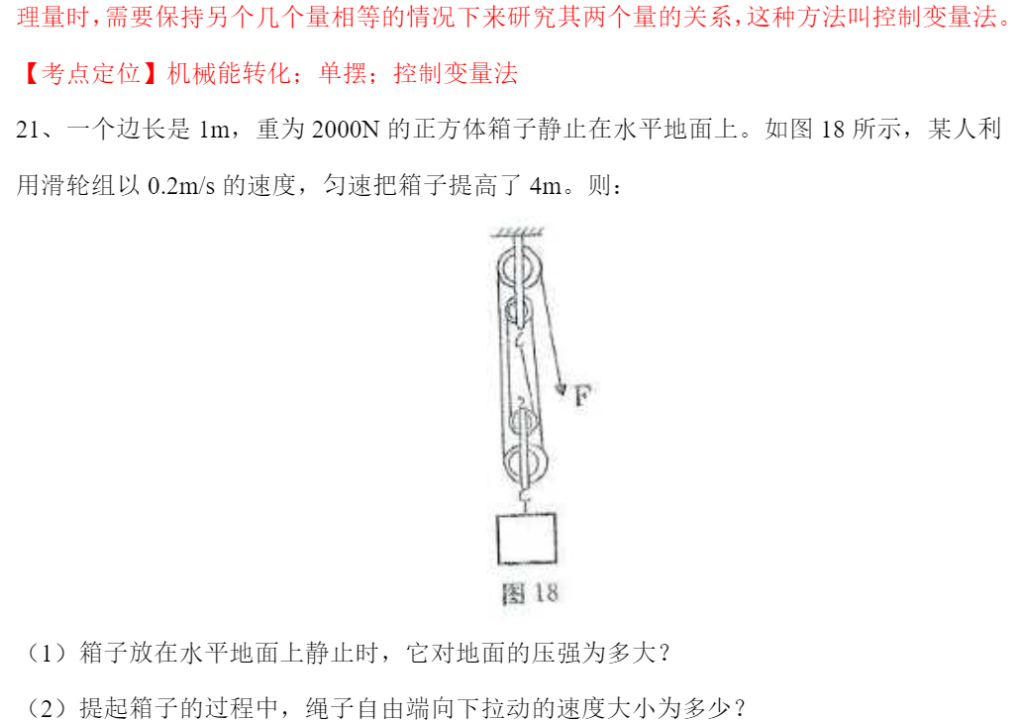 理量时，需要保持另个几个量相等的情况下来研究其两个量的关系，这种方法叫控制变量法。
【考点定位】机械能转化；单摆；控制变量法
21、一个边长是 1m，重为 2000N 的正方体箱子静止在水平地面上。如图 18 所示，某人利
用滑轮组以 0.2m/s 的速度，匀速把箱子提高了 4m。则：
F
图 18
（1）箱子放在水平地面上静止时，它对地面的压强为多大？
（2）提起箱子的过程中，绳子自由端向下拉动的速度大小为多少？